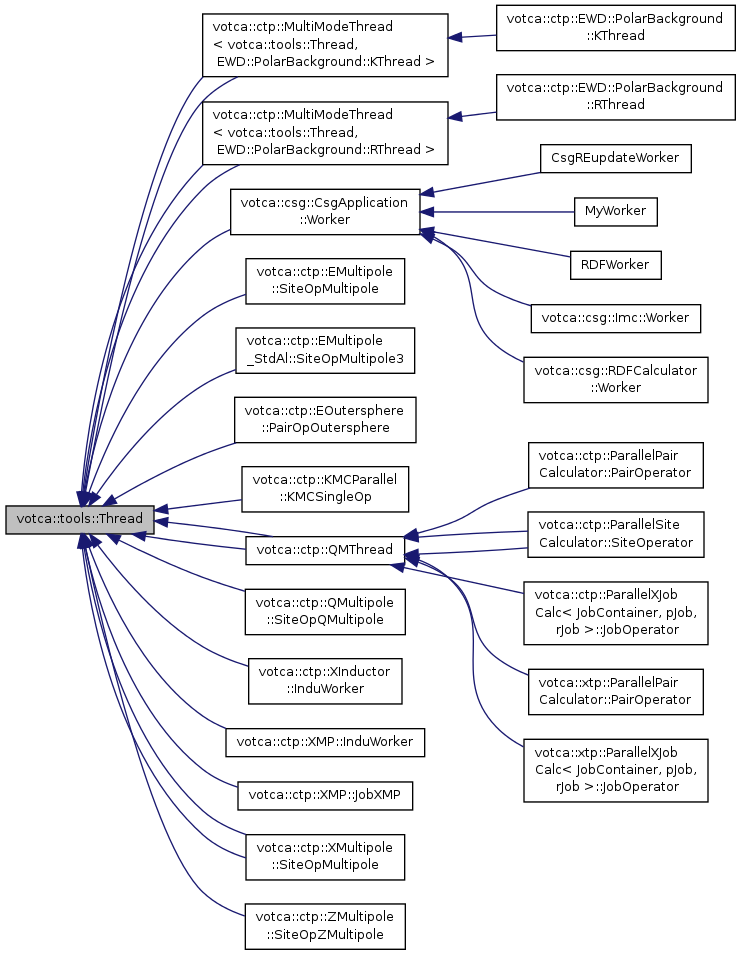 votca::tools::Thread
votca::ctp::MultiModeThread
< votca::tools::Thread,
EWD::PolarBackground::KThread >
votca::ctp::MultiModeThread
< votca::tools::Thread,
EWD::PolarBackground::RThread >
votca::csg::CsgApplication
::Worker
votca::ctp::EMultipole
::SiteOpMultipole
votca::ctp::EMultipole
_StdAl::SiteOpMultipole3
votca::ctp::EOutersphere
::PairOpOutersphere
votca::ctp::KMCParallel
::KMCSingleOp
votca::ctp::QMThread
votca::ctp::QMultipole
::SiteOpQMultipole
votca::ctp::XInductor
::InduWorker
votca::ctp::XMP::InduWorker
votca::ctp::XMP::JobXMP
votca::ctp::XMultipole
::SiteOpMultipole
votca::ctp::ZMultipole
::SiteOpZMultipole
votca::ctp::EWD::PolarBackground
::KThread
votca::ctp::EWD::PolarBackground
::RThread
CsgREupdateWorker
MyWorker
RDFWorker
votca::csg::Imc::Worker
votca::csg::RDFCalculator
::Worker
votca::ctp::ParallelPair
Calculator::PairOperator
votca::ctp::ParallelSite
Calculator::SiteOperator
votca::ctp::ParallelXJob
Calc< JobContainer, pJob,
rJob >::JobOperator
votca::xtp::ParallelPair
Calculator::PairOperator
votca::xtp::ParallelXJob
Calc< JobContainer, pJob,
rJob >::JobOperator